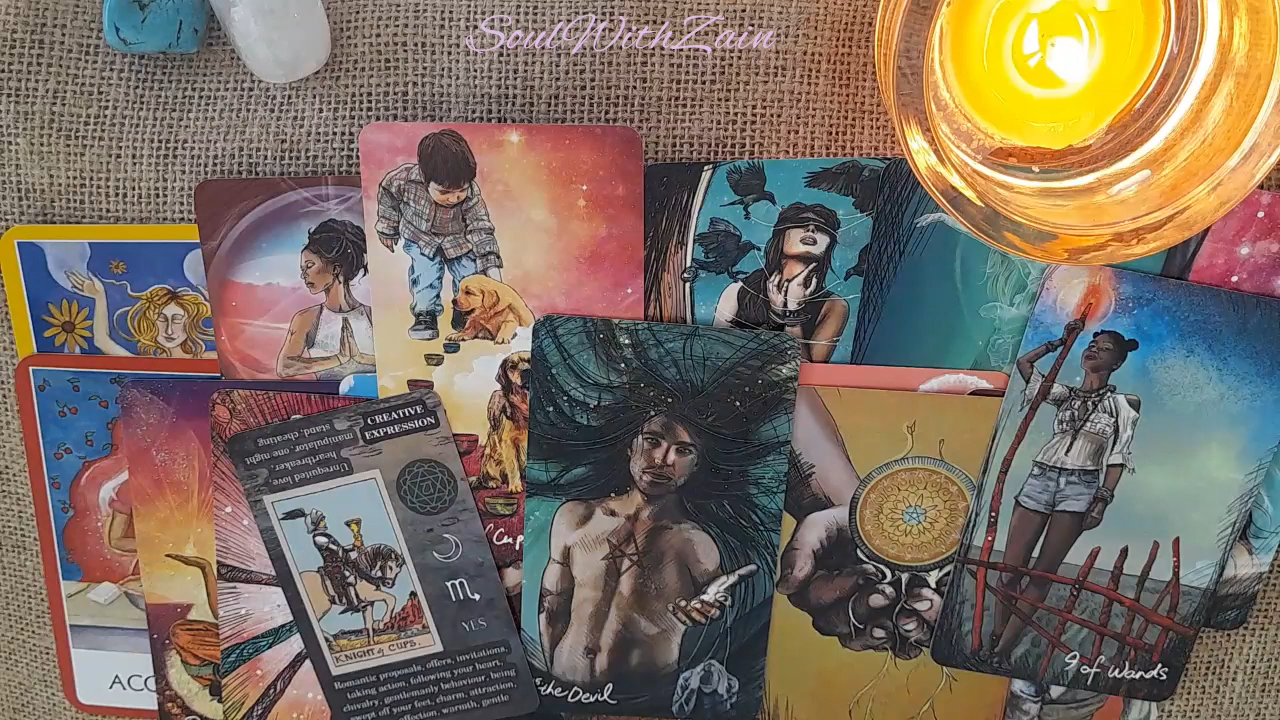 SoulWithZain
CREATIVE
EXPRESSION
Unrequited love,
heartbreaker,
manipulator, one night
stand, cheating
YES
KNIGHT of CUPS.
Romantic proposals, offers, invitations,
taking action, following your heart,
chivalry, gentlemanly behaviour, being
swept off your feet, charm, attraction,
affection, warmth, gentle
the Devil
9 of Wands